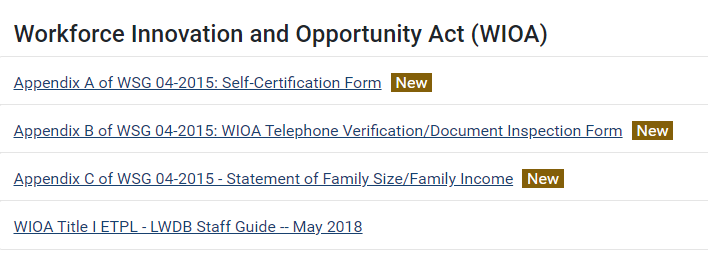 Workforce Innovation and Opportunity Act (WIOA)
Appendix A of WSG 04-2015: Self-Certification Form New
Appendix B of WSG 04-2015: WIOA Telephone Verification/Document Inspection Form New
Appendix C of WSG 04-2015 - Statement of Family Size/Family Income New
WIOA Title I ETPL - LWDB Staff Guide -- May 2018